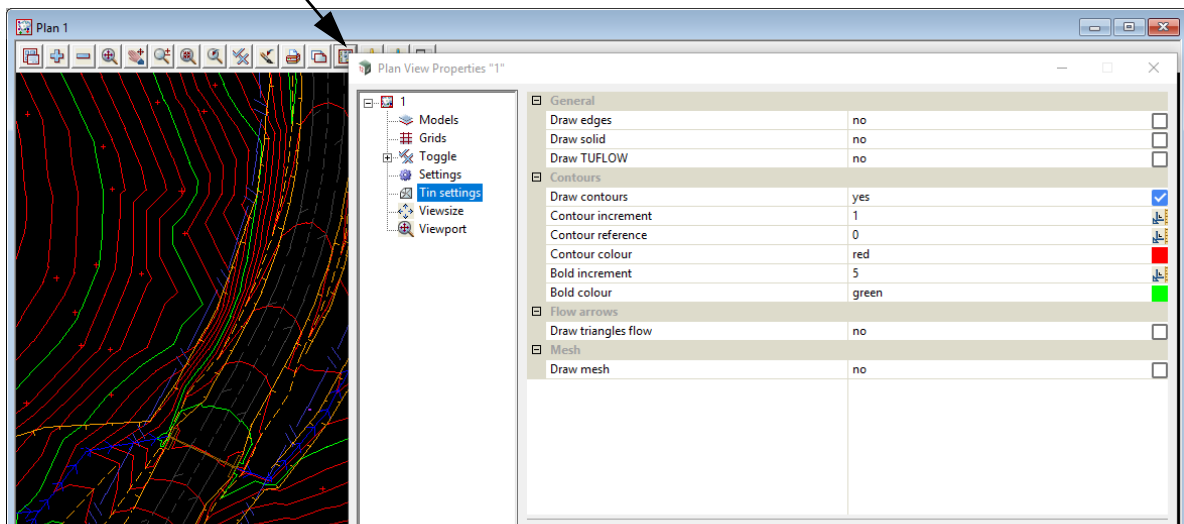 Plan 1
Plan View Properties "1"
1
Models
Grids
Toggle
Settings
Tin settings
Viewsize
Viewport
General
Draw edges no
Draw solid no
Draw TUFLOW no
Contours
Draw contours yes
Contour increment 1
Contour reference 0
Contour colour red
Bold increment 5
Bold colour green
Flow arrows
Draw triangles flow no
Mesh
Draw mesh no